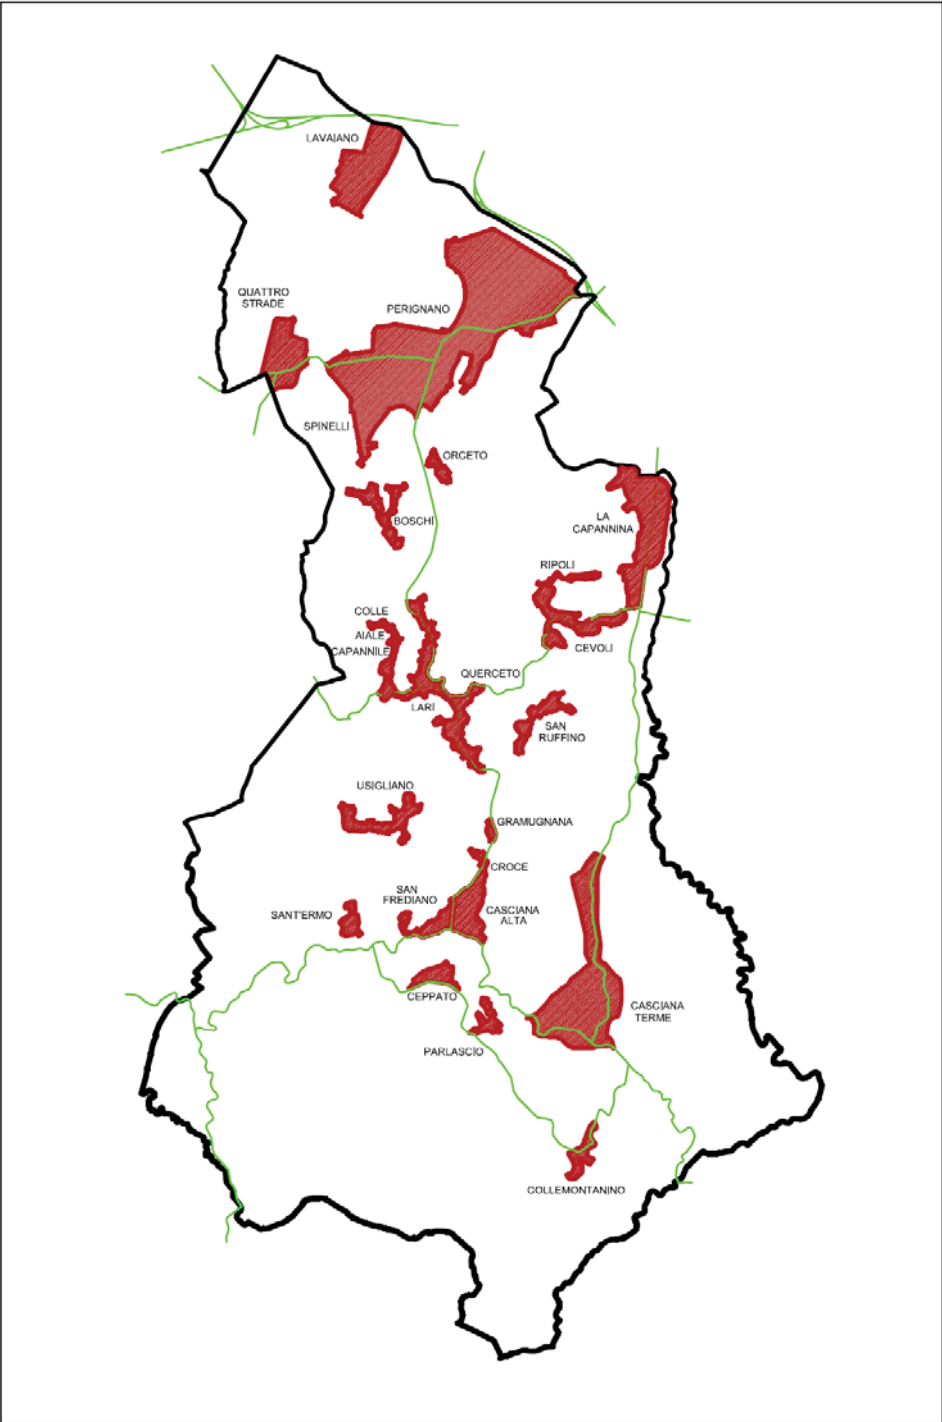 LAVAIANO
QUATTRO
STRADE
PERIGNANO
SPINELLI
ORCETO
BOSCHI
LA
CAPANNINA
RIPOLI
COLLE
AIALE
CAPANNILE
CEVOLI
QUERCETO
LARI
SAN
RUFFINO
USIGLIANO
GRAMUGNANA
CROCE
SAN
FREDIANO
SANT'ERMO
CASCIANA
ALTA
CEPPATO
CASCIANA
TERME
PARLASCIO
COLLEMONTANINO